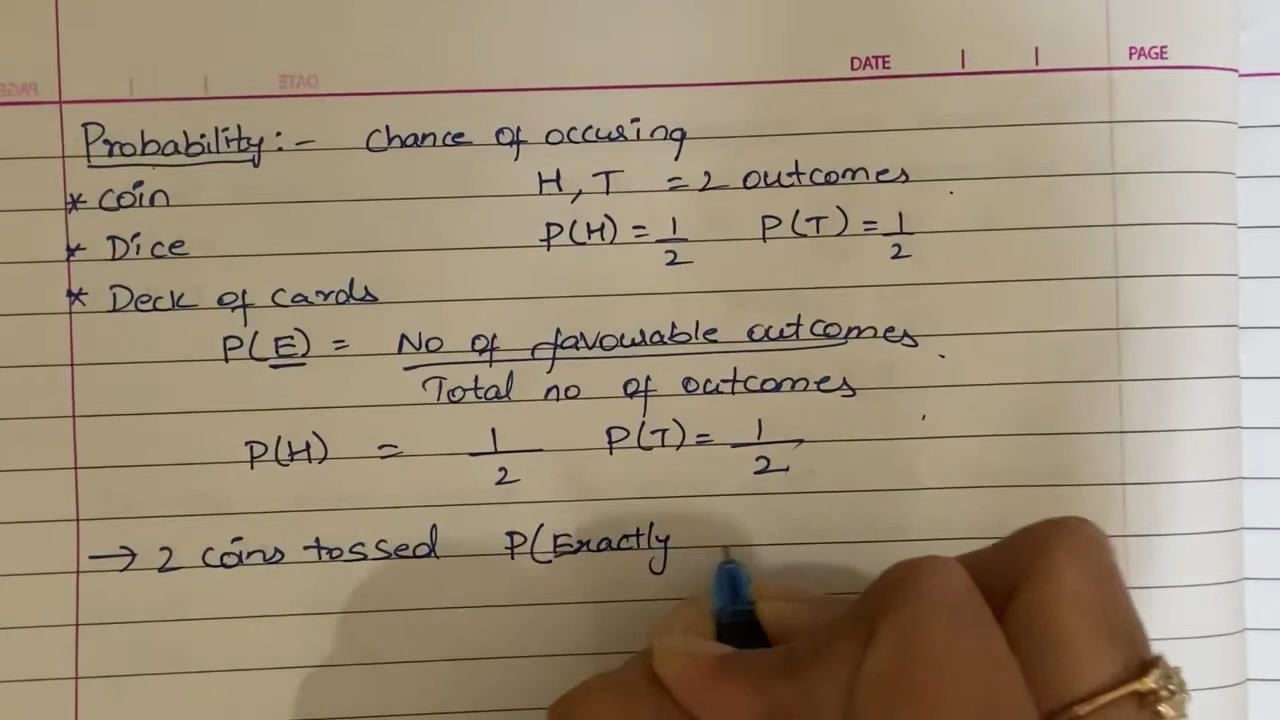 DATE PAGE
Probability:- Chance of occuring
* Coin H, T = 2 outcomes
* Dice P(H) = 1/2 P(T) = 1/2
* Deck of cards
P(E) = No of favourable outcomes
Total no of outcomes
P(H) = 1/2 P(T) = 1/2
→ 2 coins tossed P(Exactly